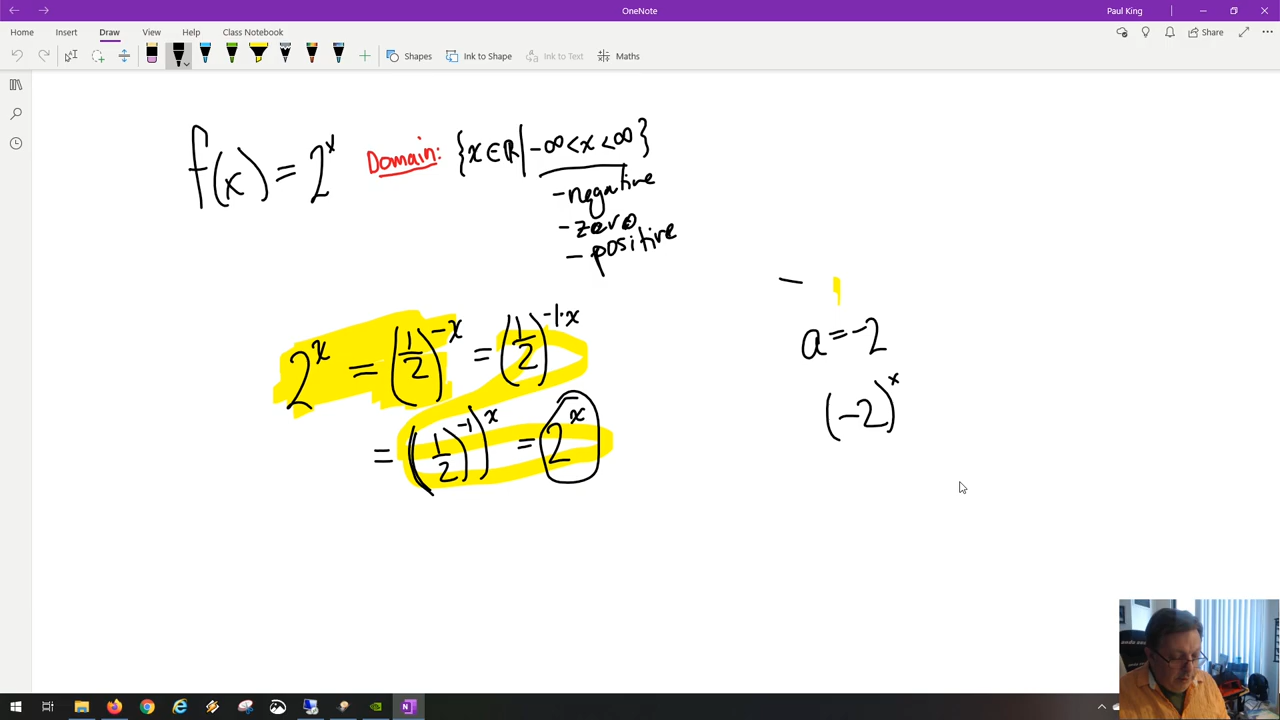 OneNote
Paul King
Home Insert Draw View Help Class Notebook
Share
Shapes Ink to Shape Ink to Text Maths
f(x) = 2^x Domain: {x∈ℝ | -∞<x<∞}
- negative
- zero
- positive
-
2^x = (1/2)^-x = (1/2)^-1·x
= ((1/2)^-1)^x = 2^x
a = -2
(-2)^x